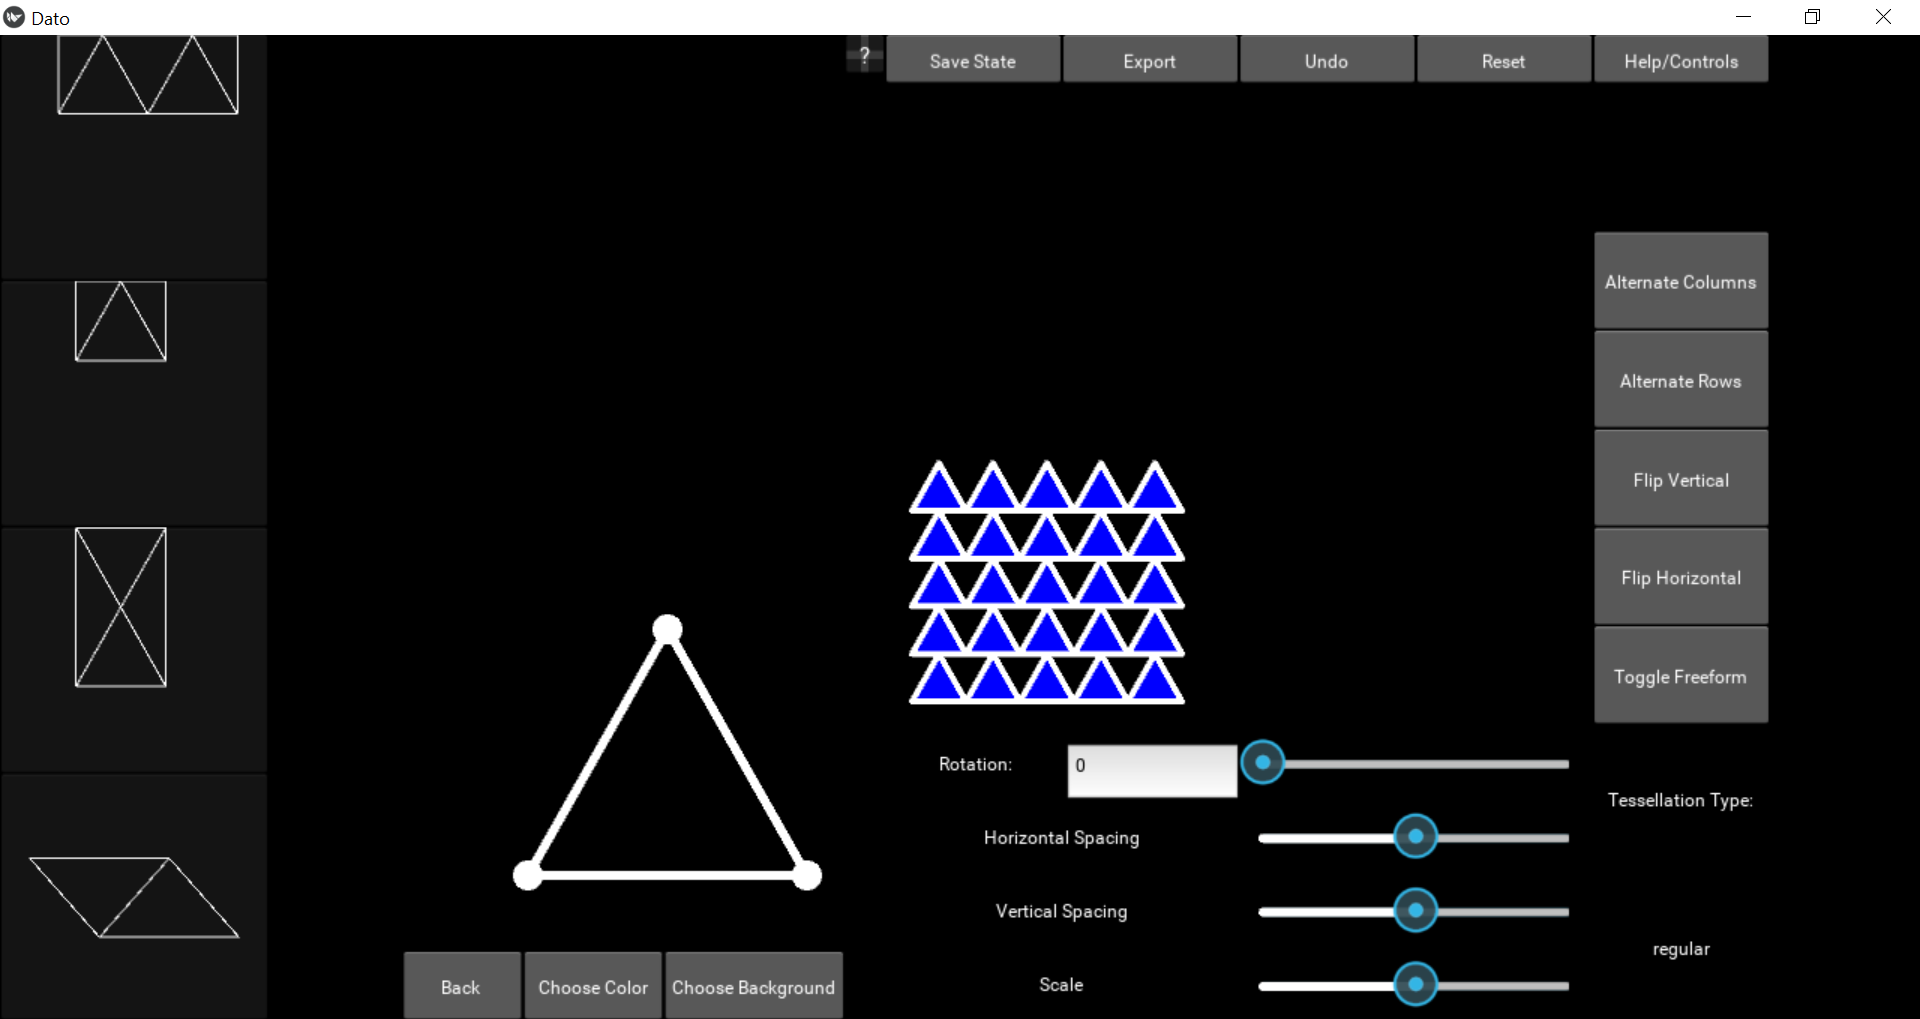 Dato
?
Save State
Export
Undo
Reset
Help/Controls
Alternate Columns
Alternate Rows
Flip Vertical
Flip Horizontal
Toggle Freeform
Rotation:
0
Horizontal Spacing
Vertical Spacing
Scale
Tessellation Type:
regular
Back
Choose Color
Choose Background